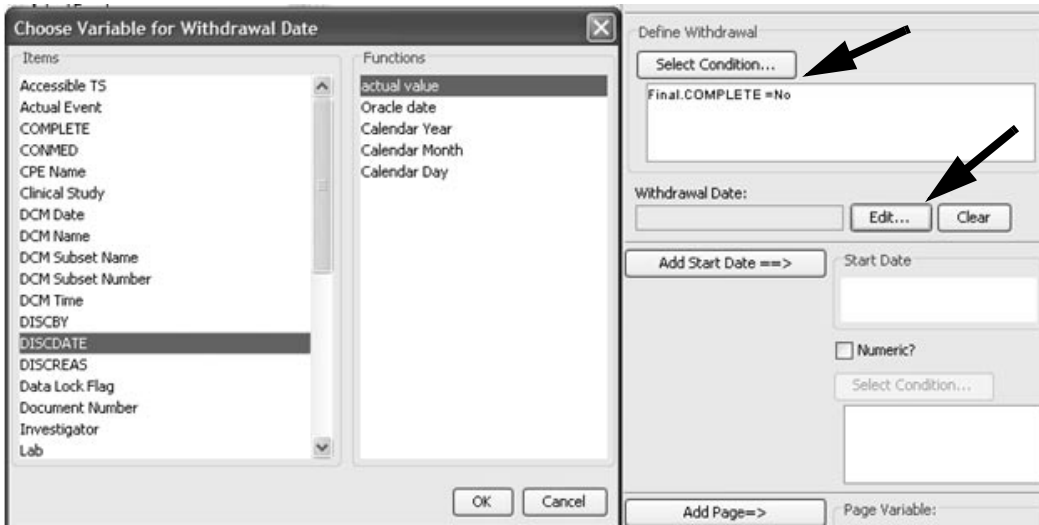 Choose Variable for Withdrawal Date
Items
Accessible TS
Actual Event
COMPLETE
CONMED
CPE Name
Clinical Study
DCM Date
DCM Name
DCM Subset Name
DCM Subset Number
DCM Time
DISCBY
DISCDATE
DISCREAS
Data Lock Flag
Document Number
Investigator
Lab
Functions
actual value
Oracle date
Calendar Year
Calendar Month
Calendar Day
OK
Cancel
Define Withdrawal
Select Condition...
Final.COMPLETE =No
Withdrawal Date:
Edit...
Clear
Add Start Date ==>
Start Date
Numeric?
Select Condition...
Add Page=>
Page Variable: